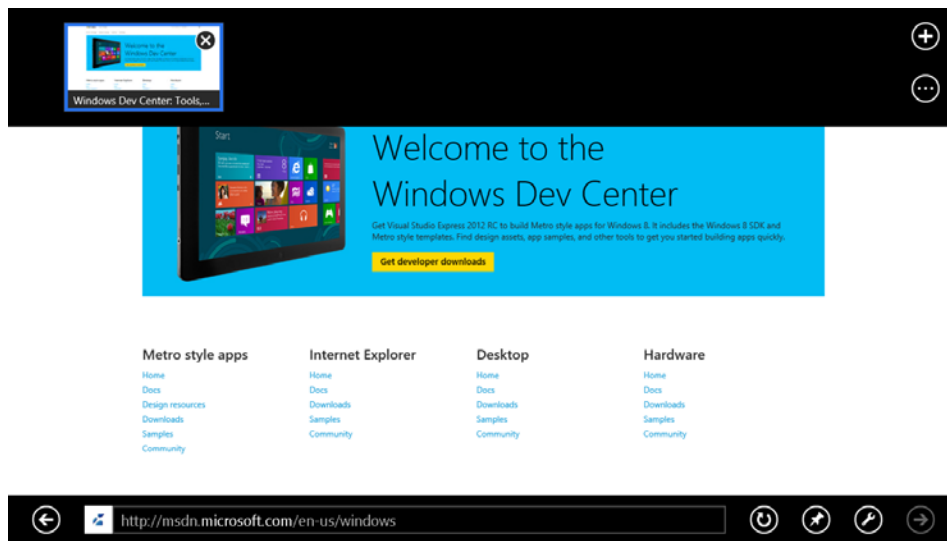 Windows Dev Center: Tools,...
Start
Welcome to the
Windows Dev Center
Get Visual Studio Express 2012 RC to build Metro style apps for Windows 8. It includes the Windows 8 SDK and
Metro style templates. Find design assets, app samples, and other tools to get you started building apps quickly.
Get developer downloads
Metro style apps
Home
Docs
Design resources
Downloads
Samples
Community
Internet Explorer
Home
Docs
Downloads
Samples
Community
Desktop
Home
Docs
Downloads
Samples
Community
Hardware
Home
Docs
Downloads
Samples
Community
http://msdn.microsoft.com/en-us/windows